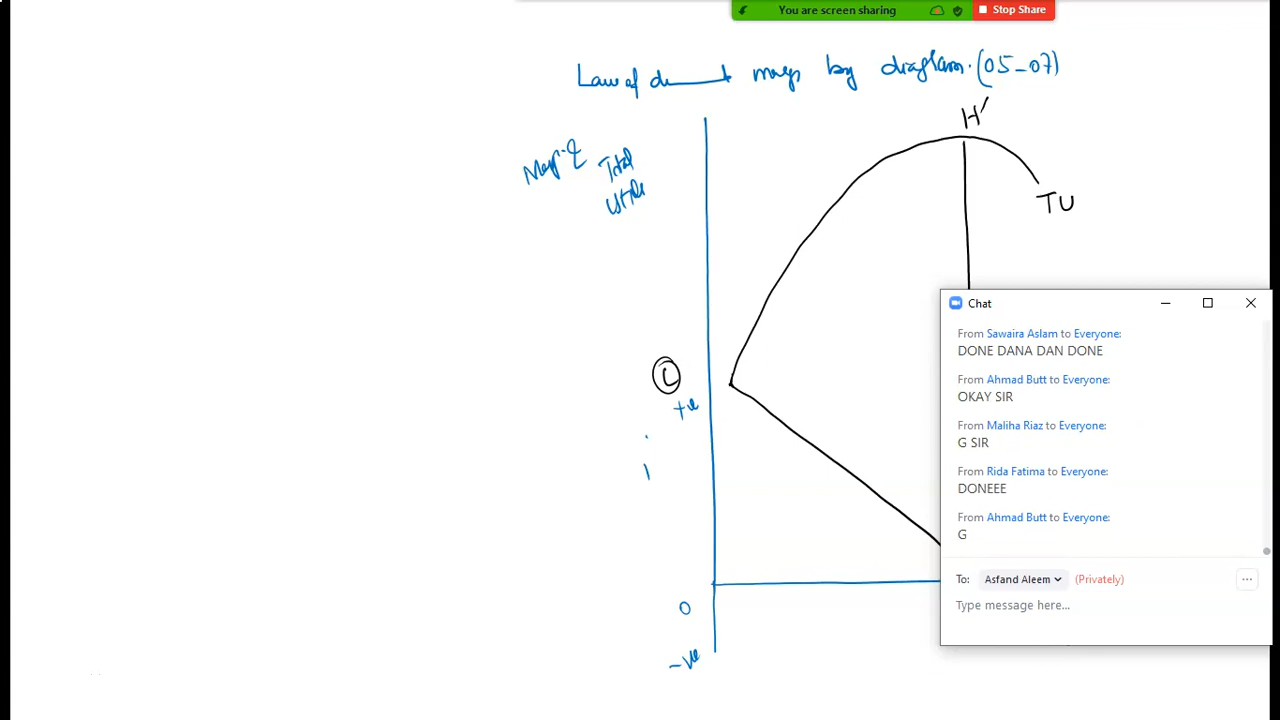 You are screen sharing
Stop Share
Law of de by diagram. (05-07)
H'
Total
TU
Chat
From Sawaira Aslam to Everyone:
DONE DANA DAN DONE
From Ahmad Butt to Everyone:
OKAY SIR
From Maliha Riaz to Everyone:
G SIR
From Rida Fatima to Everyone:
DONEEE
From Ahmad Butt to Everyone:
G
To: Asfand Aleem (Privately)
Type message here...
+ve
0
-ve